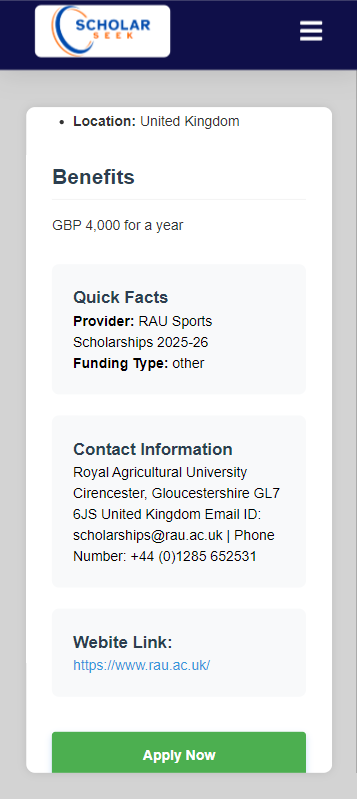 SCHOLAR
SEEK
• Location: United Kingdom
Benefits
GBP 4,000 for a year
Quick Facts
Provider: RAU Sports
Scholarships 2025-26
Funding Type: other
Contact Information
Royal Agricultural University
Cirencester, Gloucestershire GL7
6JS United Kingdom Email ID:
scholarships@rau.ac.uk | Phone
Number: +44 (0)1285 652531
Webite Link:
https://www.rau.ac.uk/
Apply Now